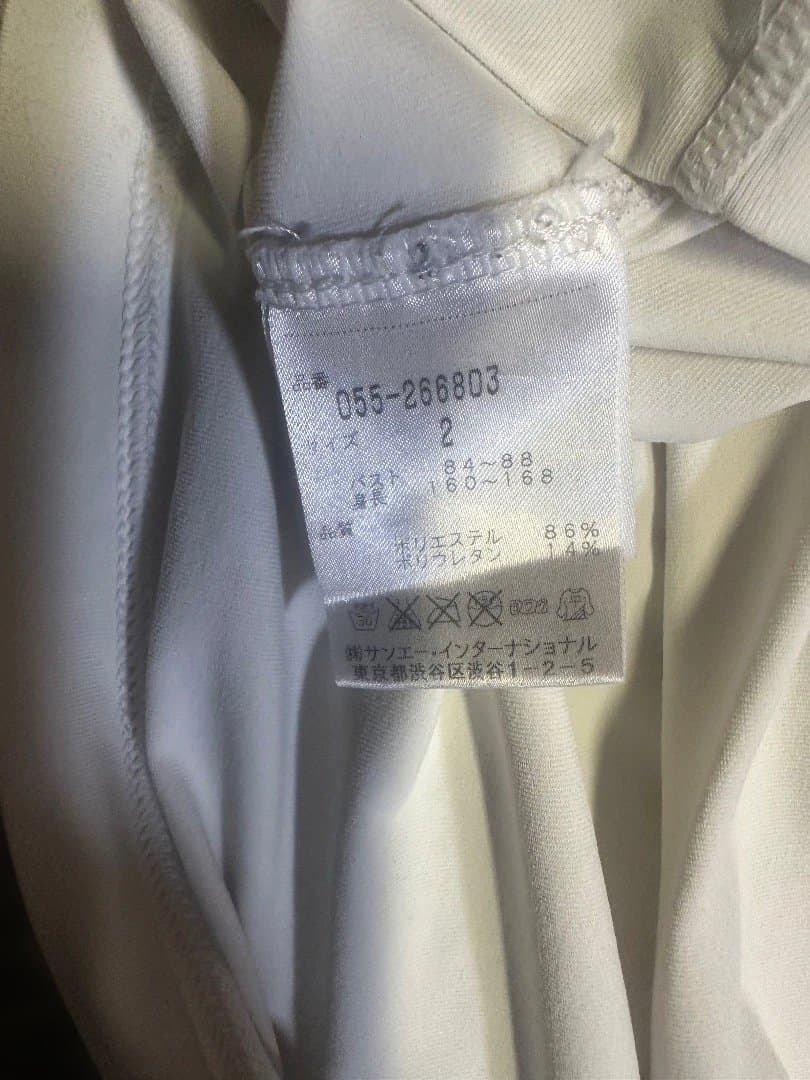 品番 055-266803
サイズ 2
バスト 84~88
身長 160~168
品質 ポリエステル 86%
ポリウレタン 14%
㈱サンエー・インターナショナル
東京都渋谷区渋谷1-2-5